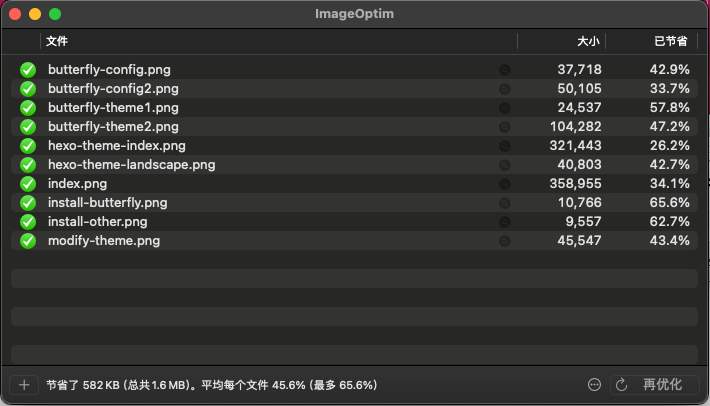 ImageOptim
文件 大小 已节省
butterfly-config.png 37,718 42.9%
butterfly-config2.png 50,105 33.7%
butterfly-theme1.png 24,537 57.8%
butterfly-theme2.png 104,282 47.2%
hexo-theme-index.png 321,443 26.2%
hexo-theme-landscape.png 40,803 42.7%
index.png 358,955 34.1%
install-butterfly.png 10,766 65.6%
install-other.png 9,557 62.7%
modify-theme.png 45,547 43.4%
节省了 582 KB (总共1.6 MB)。平均每个文件 45.6% (最多 65.6%) 再优化